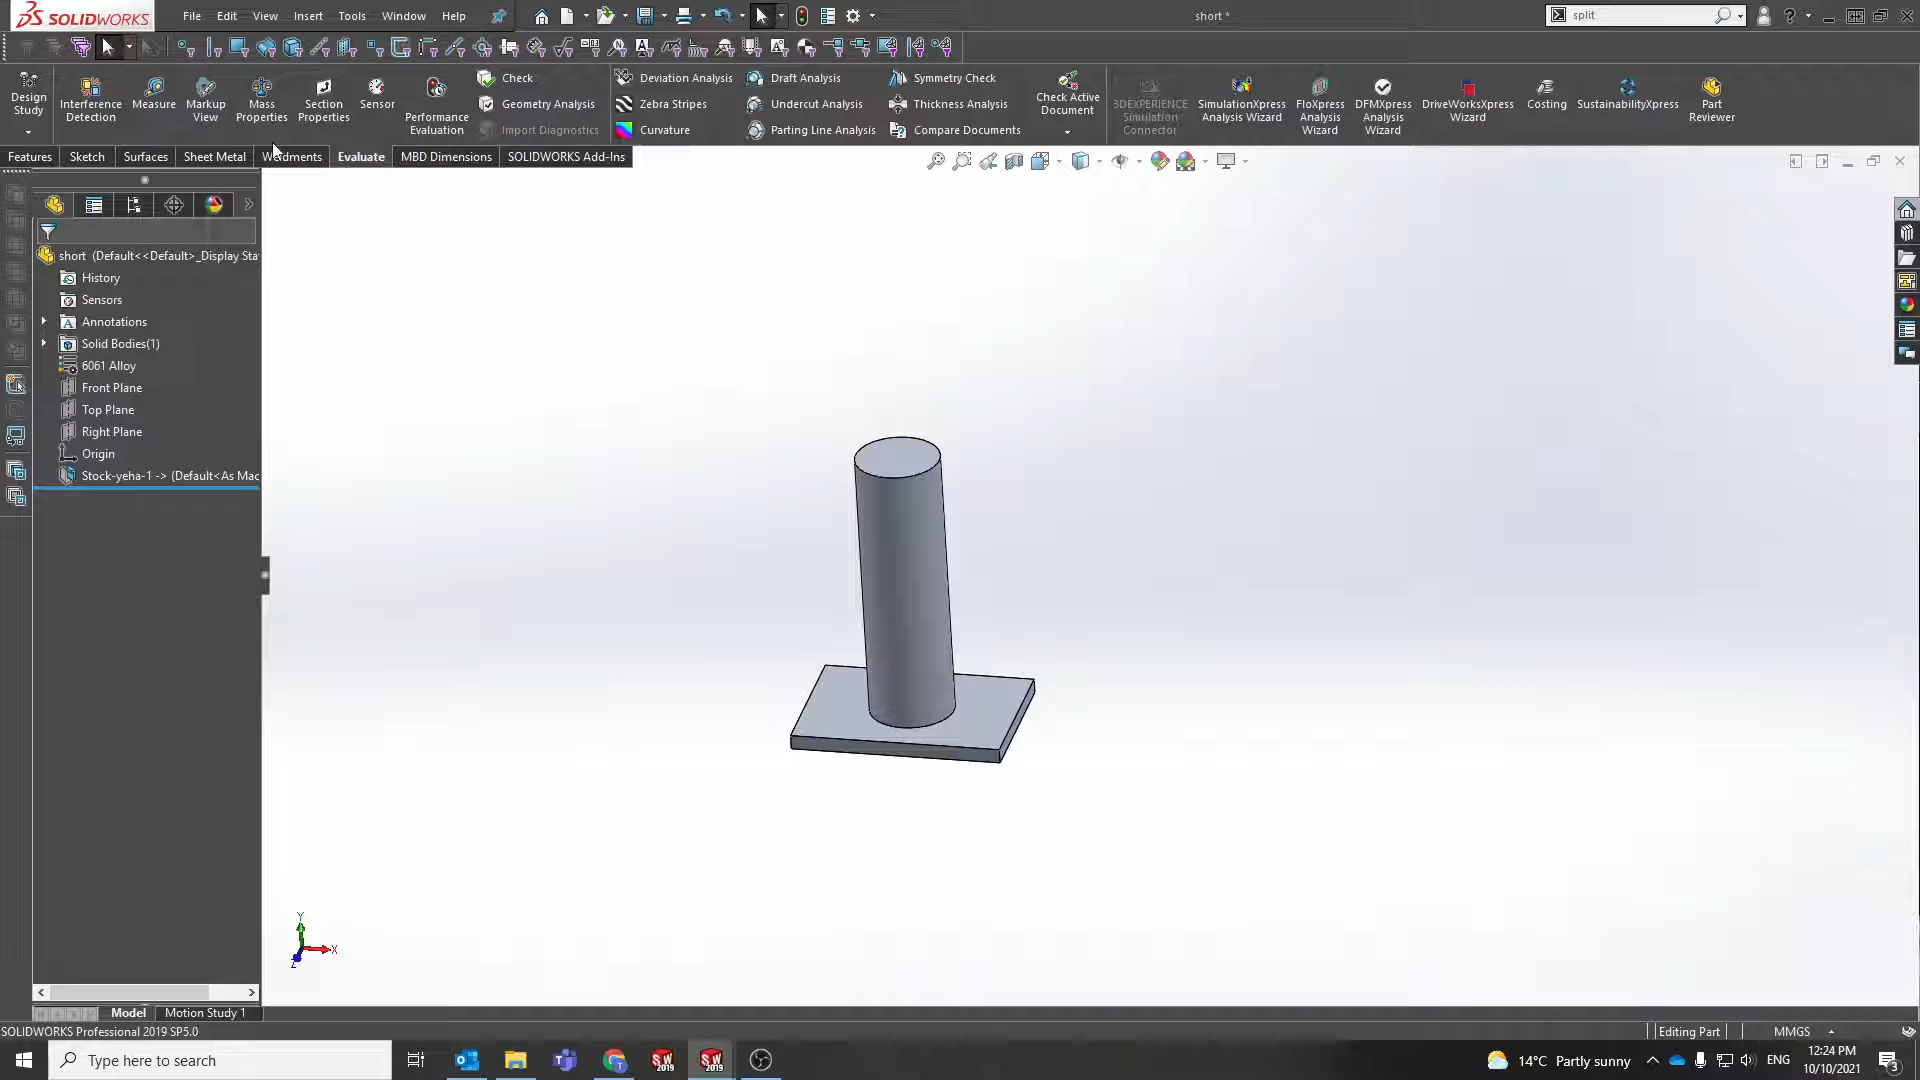 SOLIDWORKS File Edit View Insert Tools Window Help short * split
Design Study
Interference Detection
Measure
Markup View
Mass Properties
Section Properties
Sensor
Performance Evaluation
Check
Geometry Analysis
Import Diagnostics
Deviation Analysis
Zebra Stripes
Curvature
Draft Analysis
Undercut Analysis
Parting Line Analysis
Symmetry Check
Thickness Analysis
Compare Documents
Check Active Document
3DEXPERIENCE Simulation Connector
SimulationXpress Analysis Wizard
FloXpress Analysis Wizard
DFMXpress Analysis Wizard
DriveWorksXpress Wizard
Costing
SustainabilityXpress
Part Reviewer
Features Sketch Surfaces Sheet Metal Weldments Evaluate MBD Dimensions SOLIDWORKS Add-Ins
short (Default<<Default>_Display Sta
History
Sensors
Annotations
Solid Bodies(1)
6061 Alloy
Front Plane
Top Plane
Right Plane
Origin
Stock-yeha-1 -> (Default<As Mac
Y
X
Z
Model Motion Study 1
SOLIDWORKS Professional 2019 SP5.0 Editing Part MMGS
Type here to search
SW 2019
SW 2019
14°C Partly sunny ENG
12:24 PM
10/10/2021
3